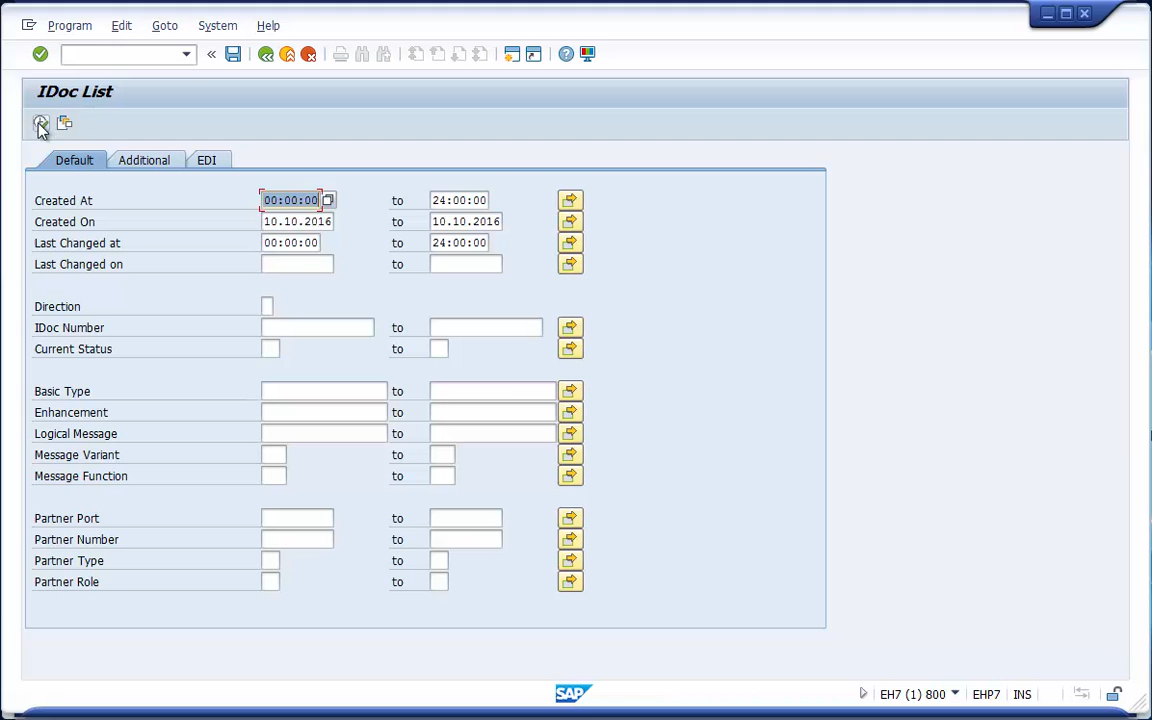 Program Edit Goto System Help
IDoc List
Default Additional EDI
Created At 00:00:00 to 24:00:00
Created On 10.10.2016 to 10.10.2016
Last Changed at 00:00:00 to 24:00:00
Last Changed on to
Direction
IDoc Number to
Current Status to
Basic Type to
Enhancement to
Logical Message to
Message Variant to
Message Function to
Partner Port to
Partner Number to
Partner Type to
Partner Role to
SAP EH7 (1) 800 EHP7 INS